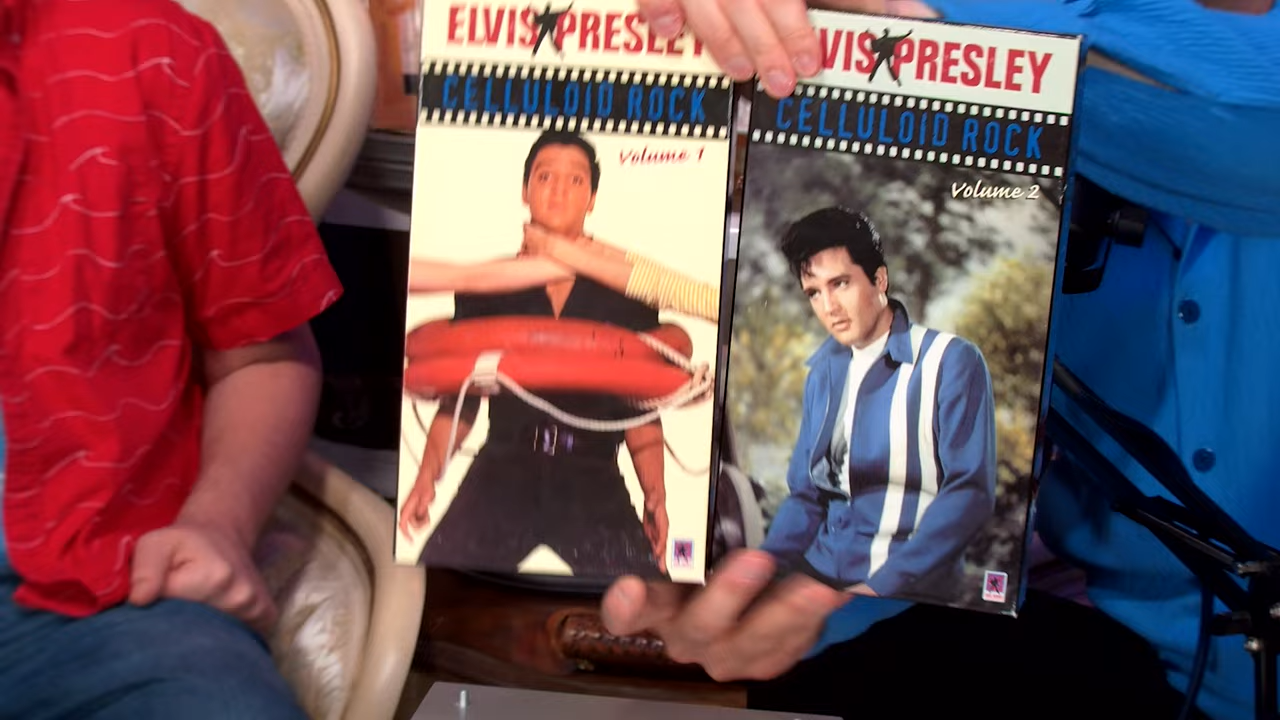 ELVIS PRESLEY
CELLULOID ROCK
Volume 1
ELVIS PRESLEY
CELLULOID ROCK
Volume 2